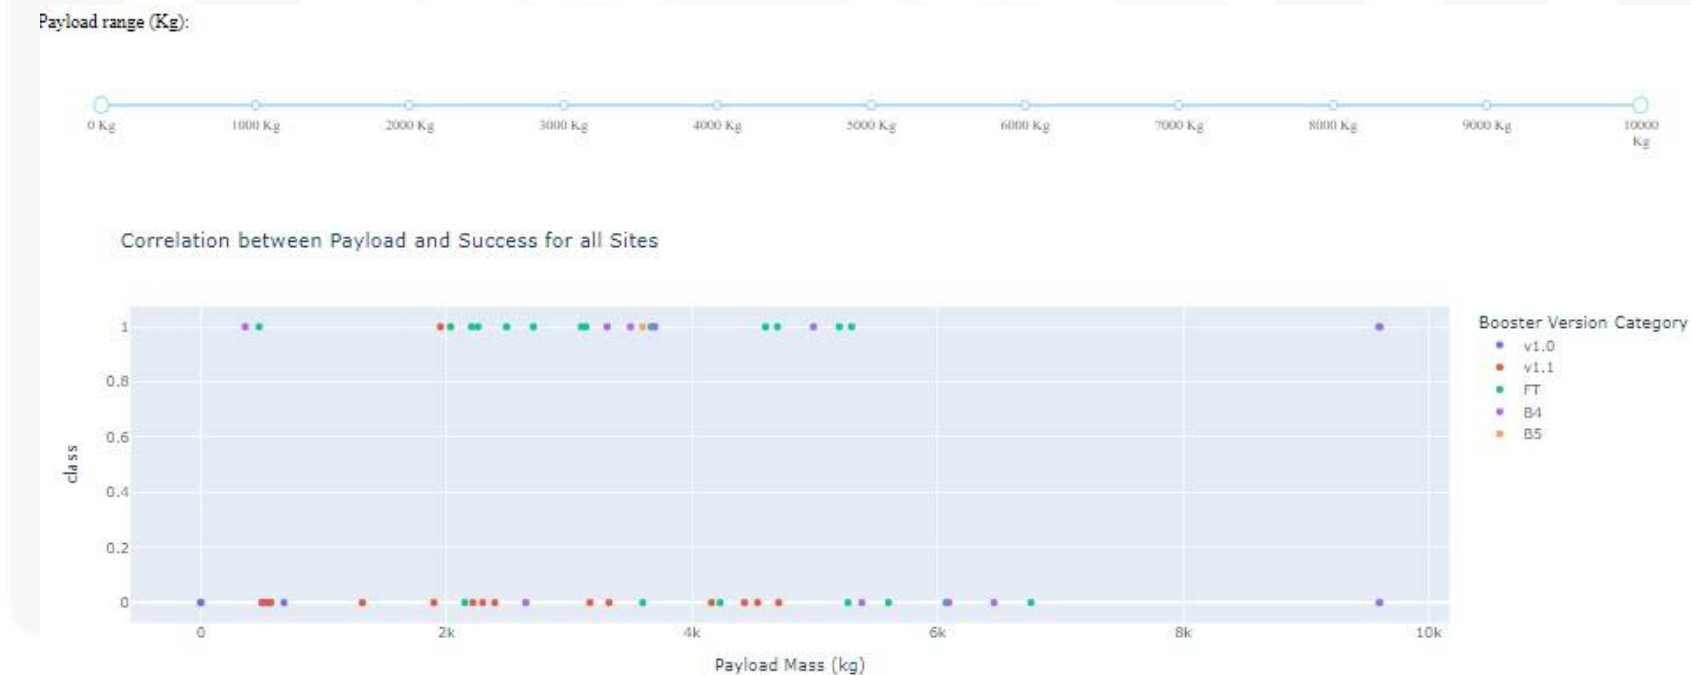 Payload range (Kg):
0 Kg 1000 Kg 2000 Kg 3000 Kg 4000 Kg 5000 Kg 6000 Kg 7000 Kg 8000 Kg 9000 Kg 10000
Kg
Correlation between Payload and Success for all Sites
Booster Version Category
v1.0
v1.1
FT
B4
B5
1
0.8
0.6
0.4
0.2
0
class
0 2k 4k 6k 8k 10k
Payload Mass (kg)